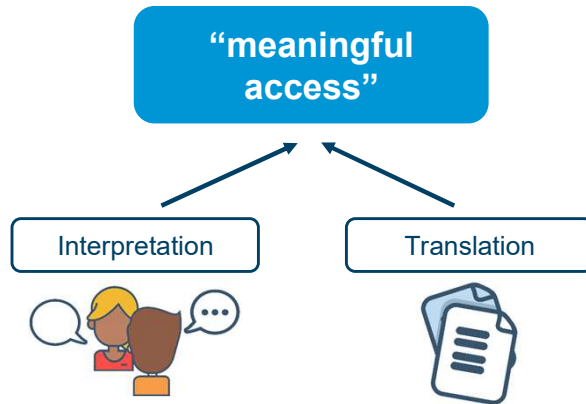 “meaningful
access”
Interpretation
Translation